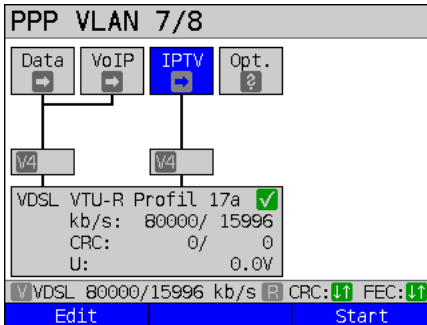 PPP VLAN 7/8
Data VoIP IPTV Opt.
?
V4 V4
VDSL VTU-R Profil 17a
kb/s: 80000/ 15996
CRC: 0/ 0
U: 0.0V
V VDSL 80000/15996 kb/s R CRC: FEC:
Edit Start